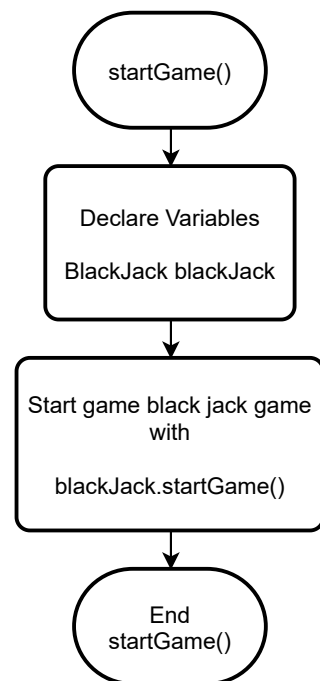 startGame()
Declare Variables
BlackJack blackJack
Start game black jack game
with
blackJack.startGame()
End
startGame()